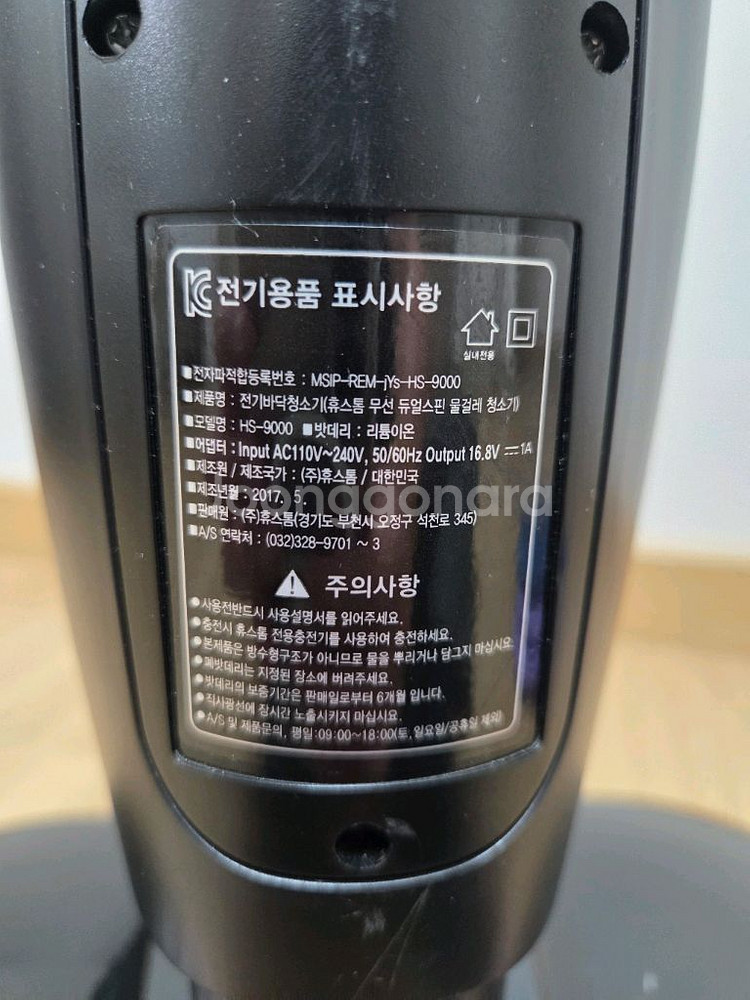 KC 전기용품 표시사항
실내전용
■전자파적합등록번호 : MSIP-REM-jYs-HS-9000
■제품명 : 전기바닥청소기(휴스톰 무선 듀얼스핀 물걸레 청소기)
■모델명 : HS-9000 ■밧데리 : 리튬이온
■어댑터 : Input AC110V~240V, 50/60Hz Output 16.8V ⎓1A
■제조원 / 제조국가 : (주)휴스톰 / 대한민국
■제조년월 : 2017. 5.
■판매원 : (주)휴스톰(경기도 부천시 오정구 석천로 345)
■A/S 연락처 : (032)328-9701 ~ 3
joonggonara
주의사항
●사용전반드시 사용설명서를 읽어주세요.
●충전시 휴스톰 전용충전기를 사용하여 충전하세요.
●본제품은 방수형구조가 아니므로 물을 뿌리거나 담그지 마십시요.
●폐밧데리는 지정된 장소에 버려주세요.
●밧데리의 보증기간은 판매일로부터 6개월 입니다.
●직사광선에 장시간 노출시키지 마십시요.
●A/S 및 제품문의, 평일:09:00~18:00(토,일요일/공휴일 제외)